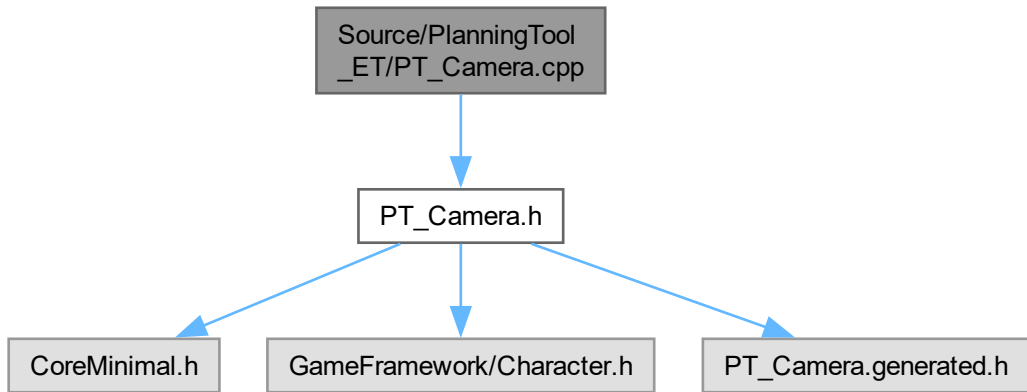 Source/PlanningTool
_ET/PT_Camera.cpp
PT_Camera.h
CoreMinimal.h
GameFramework/Character.h
PT_Camera.generated.h